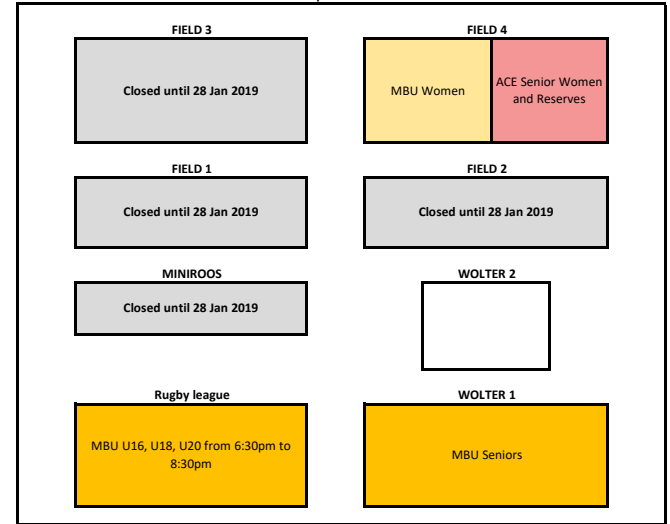 FIELD 3
FIELD 4
Closed until 28 Jan 2019
MBU Women
ACE Senior Women
and Reserves
FIELD 1
FIELD 2
Closed until 28 Jan 2019
Closed until 28 Jan 2019
MINIROOS
WOLTER 2
Closed until 28 Jan 2019
Rugby league
WOLTER 1
MBU U16, U18, U20 from 6:30pm to
8:30pm
MBU Seniors